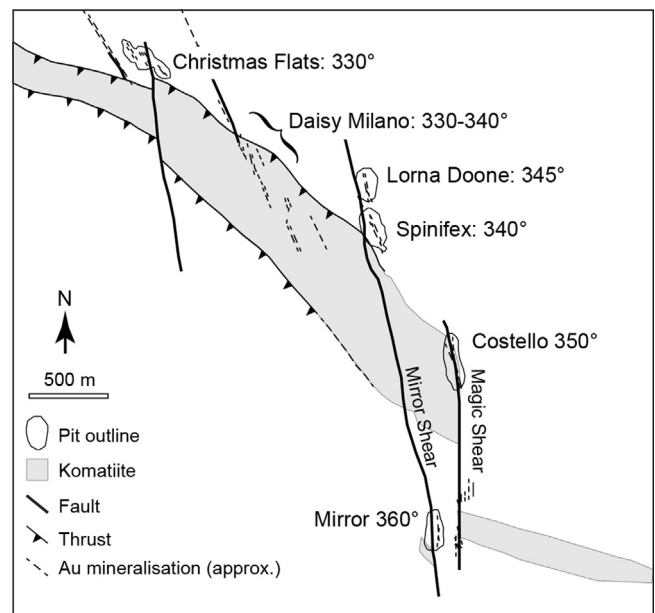 Christmas Flats: 330°
Daisy Milano: 330-340°
Lorna Doone: 345°
Spinifex: 340°
N
500 m
Costello 350°
Mirror Shear
Magic Shear
Pit outline
Komatiite
Fault
Mirror 360°
Thrust
Au mineralisation (approx.)